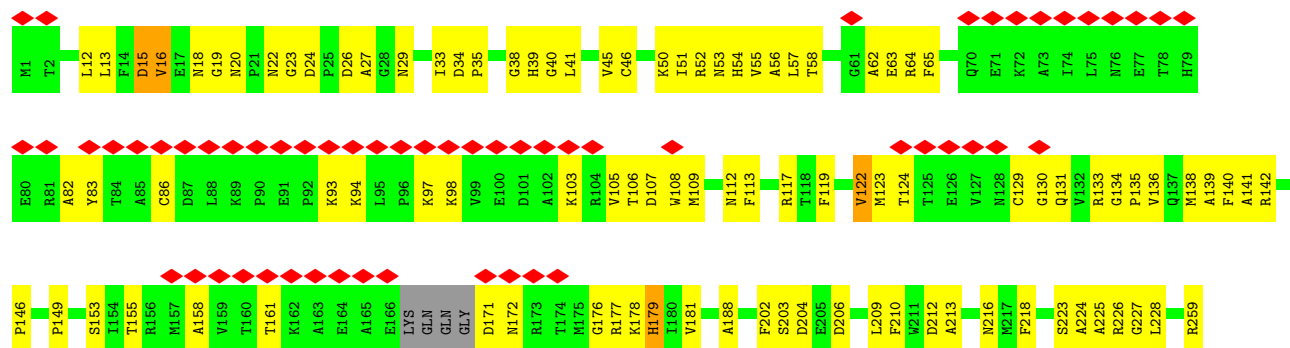 M1 T2 L12 L13 F14 D15 V16 E17 N18 G19 N20 P21 N22 G23 D24 P25 D26 A27 G28 N29 I33 D34 P35 G38 H39 G40 L41 V45 C46 K50 I51 R52 N53 H54 V55 A56 L57 T58 G61 A62 E63 R64 F65 Q70 E71 K72 A73 I74 L75 N76 E77 T78 H79
E80 R81 A82 Y83 T84 A85 C86 D87 L88 K89 P90 E91 P92 K93 K94 L95 P96 K97 K98 V99 E100 D101 A102 K103 R104 V105 T106 D107 W108 M109 N112 F113 R117 T118 F119 V122 M123 T124 T125 E126 V127 N128 C129 G130 Q131 V132 R133 G134 P135 V136 Q137 M138 A139 F140 A141 R142
P146 P149 S153 I154 T155 R156 M157 A158 V159 T160 T161 K162 A163 E164 A165 E166 LYS GLN GLN GLY D171 N172 R173 T174 M175 G176 R177 K178 H179 I180 V181 A188 F202 S203 D204 E205 D206 L209 F210 W211 D212 A213 N216 M217 F218 S223 A224 A225 R226 G227 L228 R259